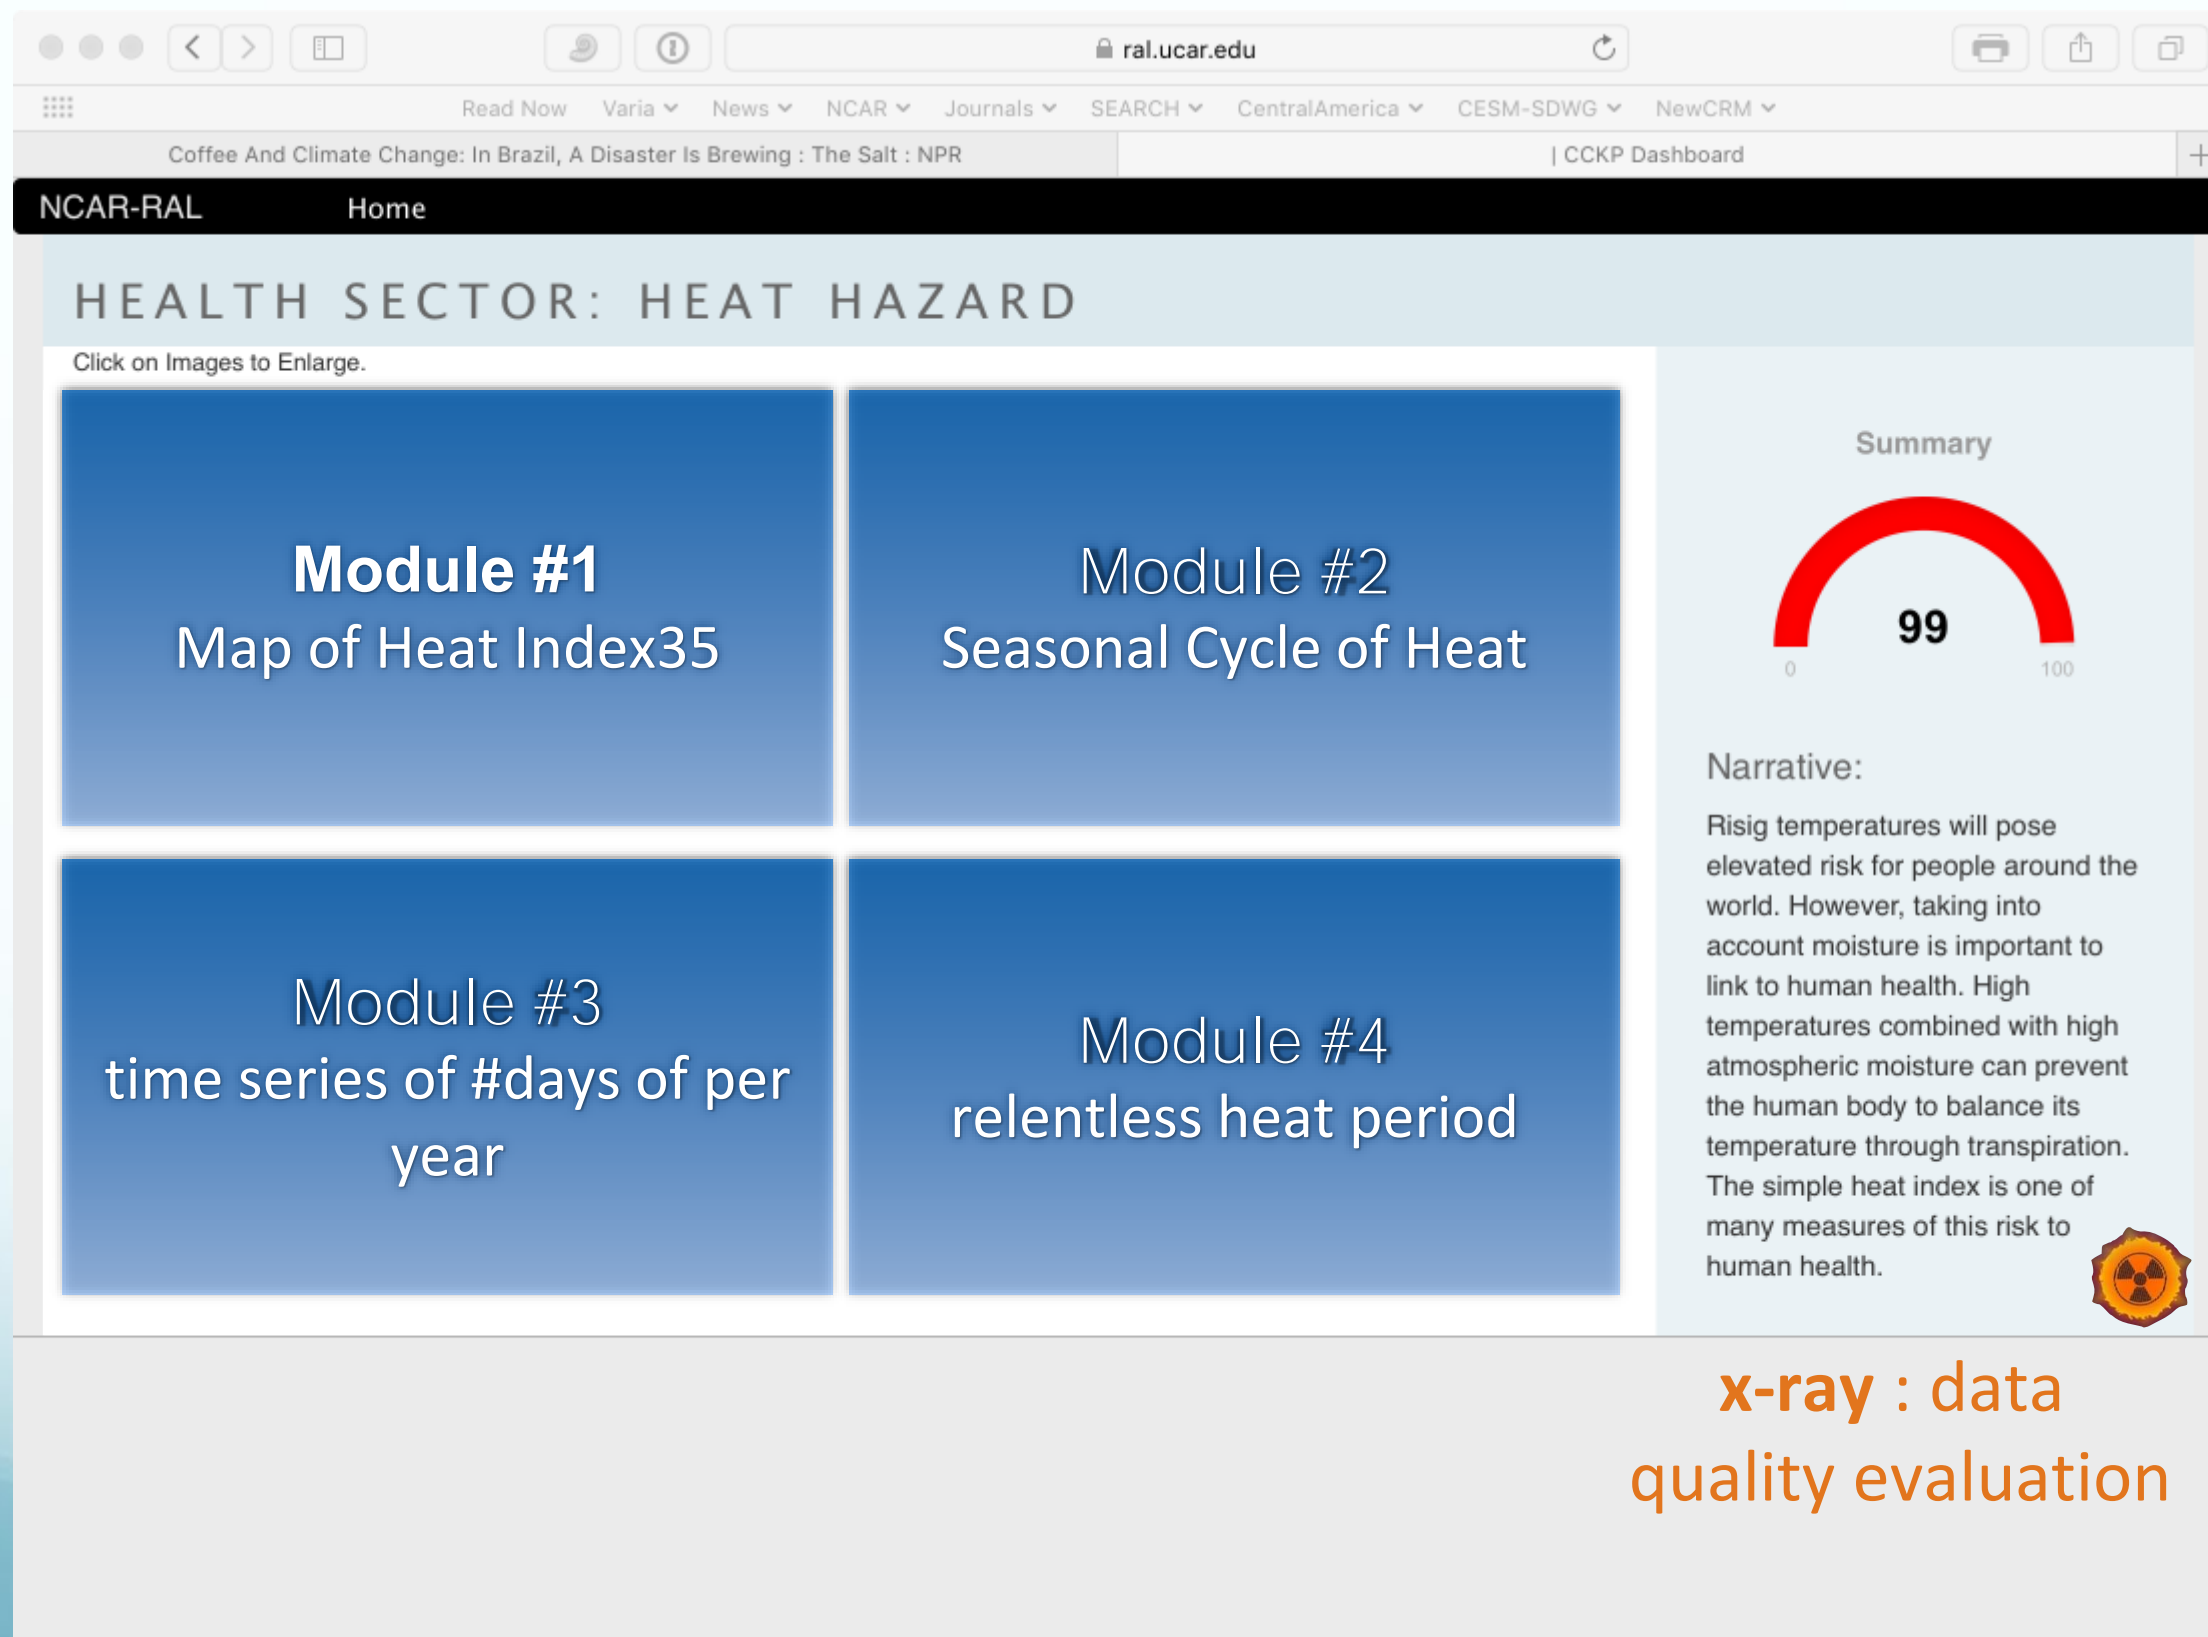 ral.ucar.edu
Read Now Varia News NCAR Journals SEARCH CentralAmerica CESM-SDWG NewCRM
Coffee And Climate Change: In Brazil, A Disaster Is Brewing : The Salt : NPR
| CCKP Dashboard
NCAR-RAL Home
HEALTH SECTOR: HEAT HAZARD
Click on Images to Enlarge.
Module #1
Map of Heat Index35
Module #2
Seasonal Cycle of Heat
Module #3
time series of #days of per
year
Module #4
relentless heat period
Summary
99
0 100
Narrative:
Risig temperatures will pose
elevated risk for people around the
world. However, taking into
account moisture is important to
link to human health. High
temperatures combined with high
atmospheric moisture can prevent
the human body to balance its
temperature through transpiration.
The simple heat index is one of
many measures of this risk to
human health.
x-ray : data
quality evaluation